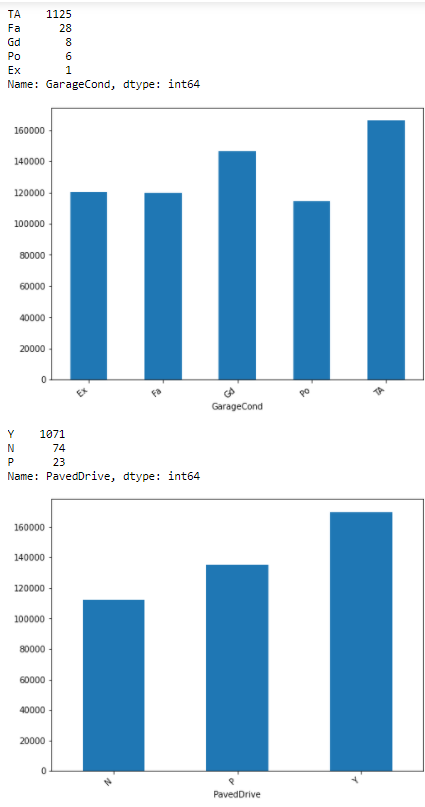 TA 1125
Fa 28
Gd 8
Po 6
Ex 1
Name: GarageCond, dtype: int64
160000
140000
120000
100000
80000
60000
40000
20000
0
Ex Fa Gd Po TA
GarageCond
Y 1071
N 74
P 23
Name: PavedDrive, dtype: int64
160000
140000
120000
100000
80000
60000
40000
20000
0
N P Y
PavedDrive